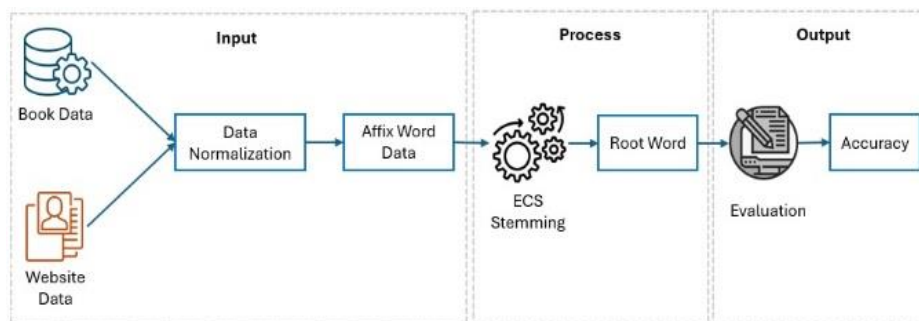 Input
Process
Output
Book Data
Data
Normalization
Affix Word
Data
Root Word
Accuracy
ECS
Stemming
Evaluation
Website
Data